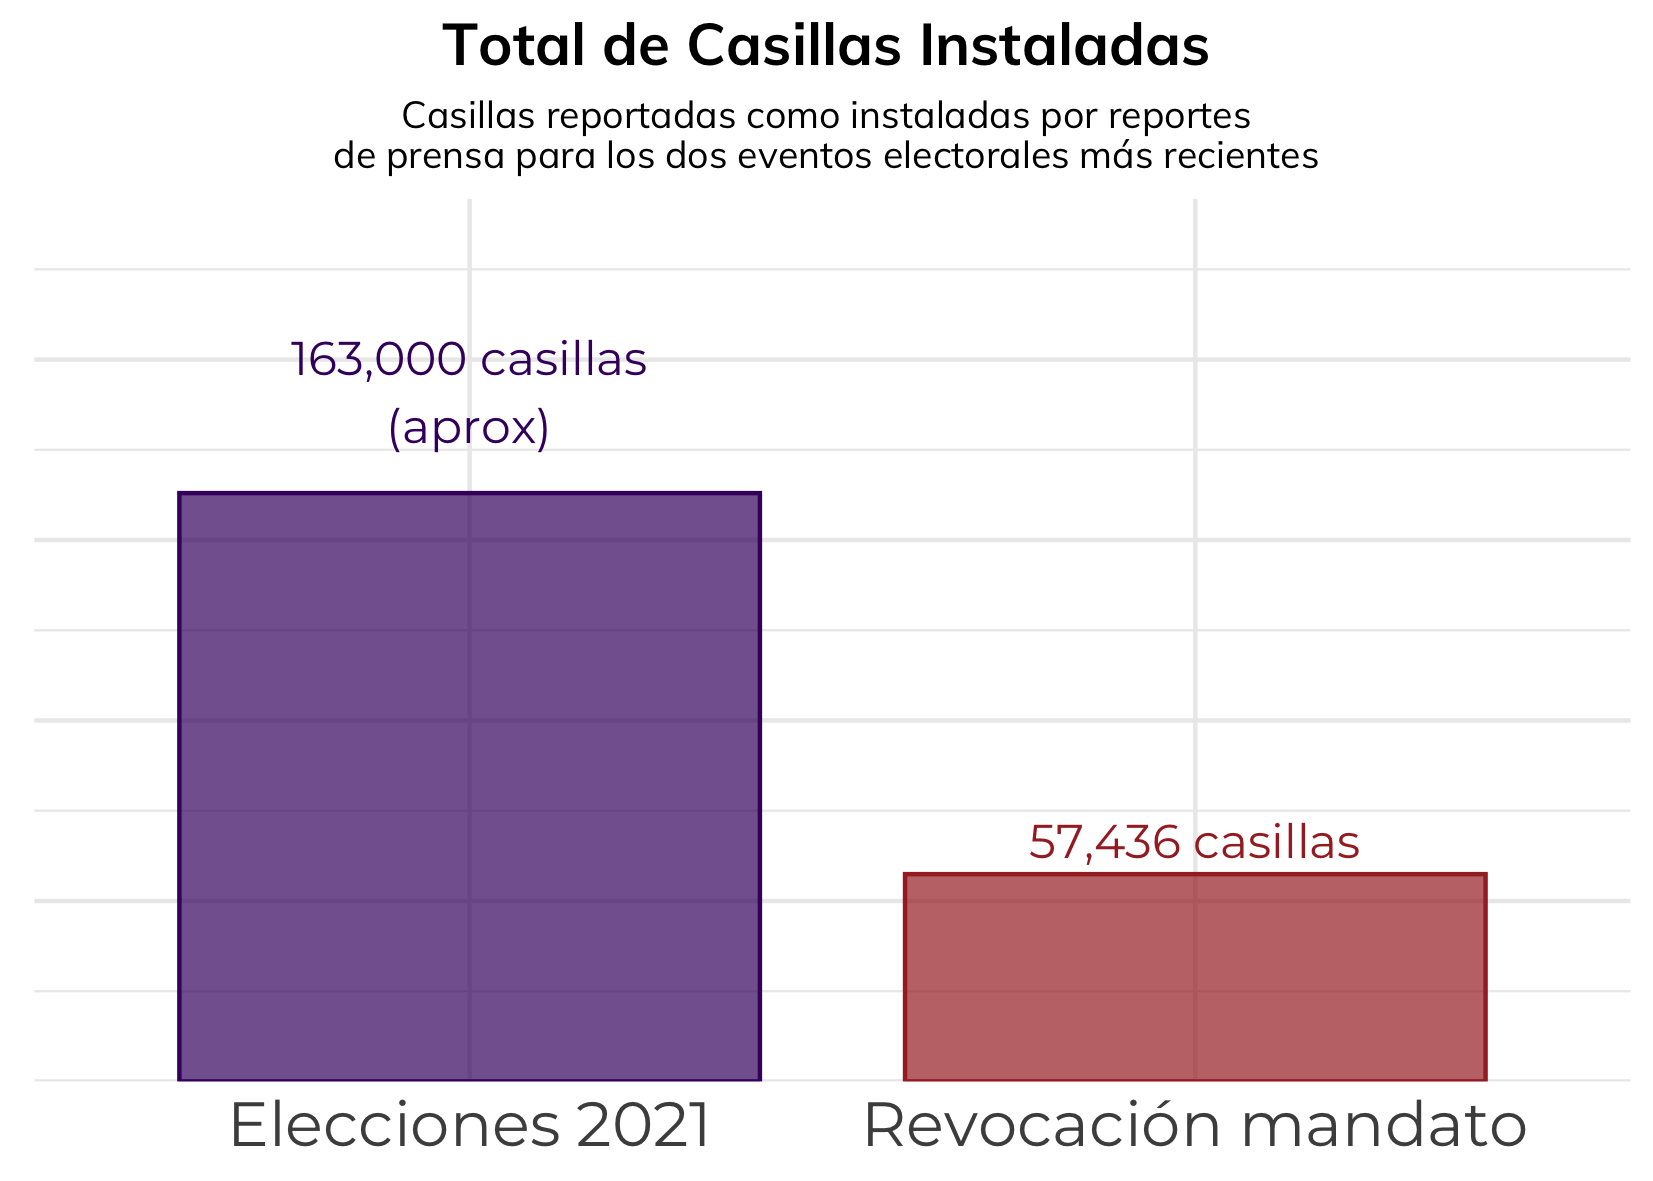 Total de Casillas Instaladas
Casillas reportadas como instaladas por reportes
de prensa para los dos eventos electorales más recientes
163,000 casillas
(aprox)
57,436 casillas
Elecciones 2021
Revocación mandato